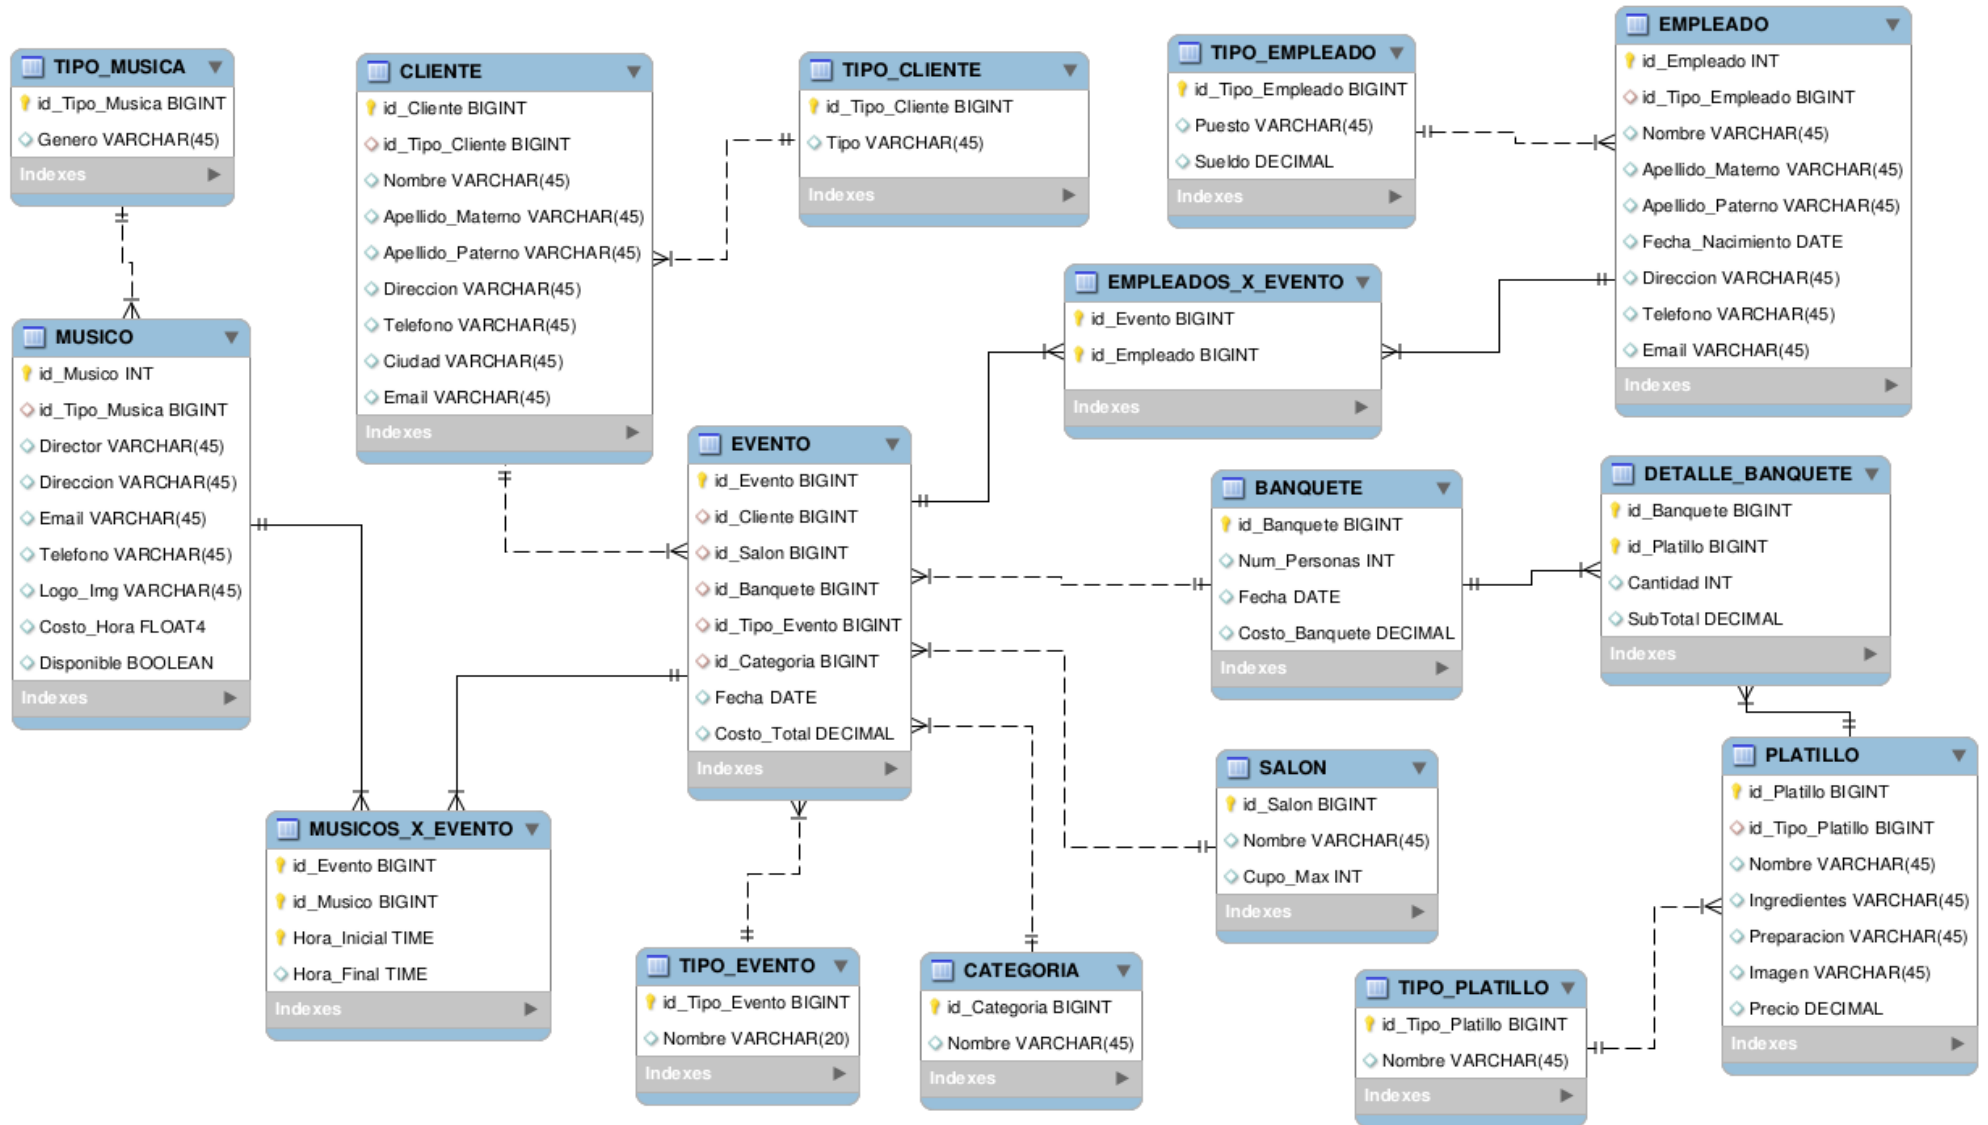 TIPO_MUSICA
id_Tipo_Musica BIGINT
Genero VARCHAR(45)
Indexes
CLIENTE
id_Cliente BIGINT
id_Tipo_Cliente BIGINT
Nombre VARCHAR(45)
Apellido_Materno VARCHAR(45)
Apellido_Paterno VARCHAR(45)
Direccion VARCHAR(45)
Telefono VARCHAR(45)
Ciudad VARCHAR(45)
Email VARCHAR(45)
Indexes
TIPO_CLIENTE
id_Tipo_Cliente BIGINT
Tipo VARCHAR(45)
Indexes
TIPO_EMPLEADO
id_Tipo_Empleado BIGINT
Puesto VARCHAR(45)
Sueldo DECIMAL
Indexes
EMPLEADO
id_Empleado INT
id_Tipo_Empleado BIGINT
Nombre VARCHAR(45)
Apellido_Materno VARCHAR(45)
Apellido_Paterno VARCHAR(45)
Fecha_Nacimiento DATE
Direccion VARCHAR(45)
Telefono VARCHAR(45)
Email VARCHAR(45)
Indexes
MUSICO
id_Musico INT
id_Tipo_Musica BIGINT
Director VARCHAR(45)
Direccion VARCHAR(45)
Email VARCHAR(45)
Telefono VARCHAR(45)
Logo_Img VARCHAR(45)
Costo_Hora FLOAT4
Disponible BOOLEAN
Indexes
EMPLEADOS_X_EVENTO
id_Evento BIGINT
id_Empleado BIGINT
Indexes
EVENTO
id_Evento BIGINT
id_Cliente BIGINT
id_Salon BIGINT
id_Banquete BIGINT
id_Tipo_Evento BIGINT
id_Categoria BIGINT
Fecha DATE
Costo_Total DECIMAL
Indexes
BANQUETE
id_Banquete BIGINT
Num_Personas INT
Fecha DATE
Costo_Banquete DECIMAL
Indexes
DETALLE_BANQUETE
id_Banquete BIGINT
id_Platillo BIGINT
Cantidad INT
SubTotal DECIMAL
Indexes
MUSICOS_X_EVENTO
id_Evento BIGINT
id_Musico BIGINT
Hora_Inicial TIME
Hora_Final TIME
Indexes
SALON
id_Salon BIGINT
Nombre VARCHAR(45)
Cupo_Max INT
Indexes
PLATILLO
id_Platillo BIGINT
id_Tipo_Platillo BIGINT
Nombre VARCHAR(45)
Ingredientes VARCHAR(45)
Preparacion VARCHAR(45)
Imagen VARCHAR(45)
Precio DECIMAL
Indexes
TIPO_EVENTO
id_Tipo_Evento BIGINT
Nombre VARCHAR(20)
Indexes
CATEGORIA
id_Categoria BIGINT
Nombre VARCHAR(45)
Indexes
TIPO_PLATILLO
id_Tipo_Platillo BIGINT
Nombre VARCHAR(45)
Indexes